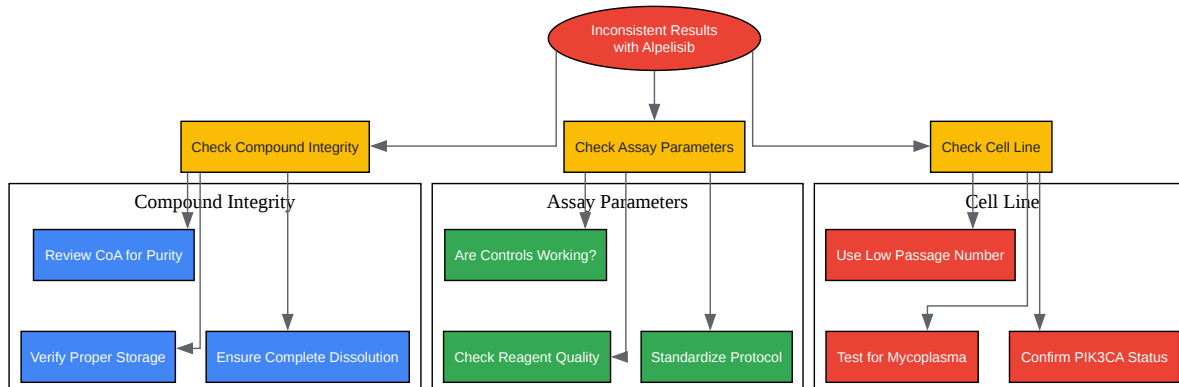 Inconsistent Results
with Alpelisib
Check Compound Integrity
Check Assay Parameters
Check Cell Line
Compound Integrity
Assay Parameters
Cell Line
Review CoA for Purity
Are Controls Working?
Use Low Passage Number
Verify Proper Storage
Ensure Complete Dissolution
Check Reagent Quality
Standardize Protocol
Test for Mycoplasma
Confirm PIK3CA Status